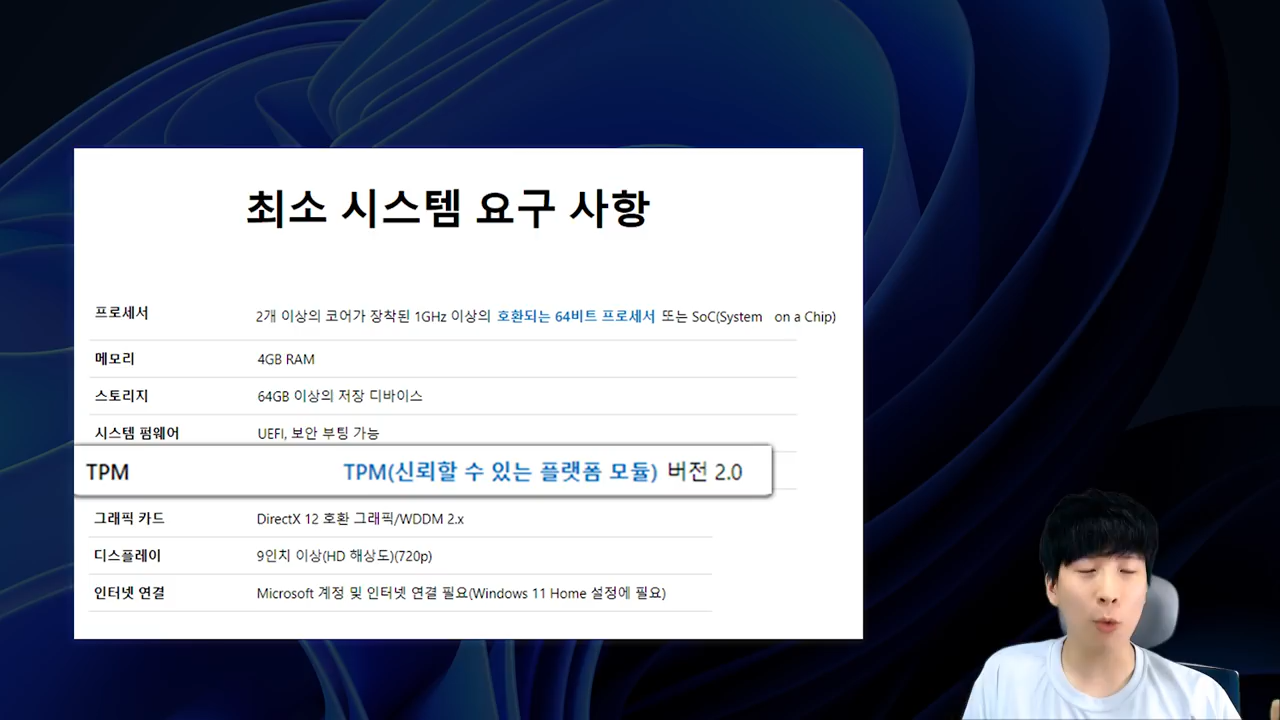 최소 시스템 요구 사항
프로세서 2개 이상의 코어가 장착된 1GHz 이상의 호환되는 64비트 프로세서 또는 SoC(System on a Chip)
메모리 4GB RAM
스토리지 64GB 이상의 저장 디바이스
시스템 펌웨어 UEFI, 보안 부팅 가능
TPM TPM(신뢰할 수 있는 플랫폼 모듈) 버전 2.0
그래픽 카드 DirectX 12 호환 그래픽/WDDM 2.x
디스플레이 9인치 이상(HD 해상도)(720p)
인터넷 연결 Microsoft 계정 및 인터넷 연결 필요(Windows 11 Home 설정에 필요)